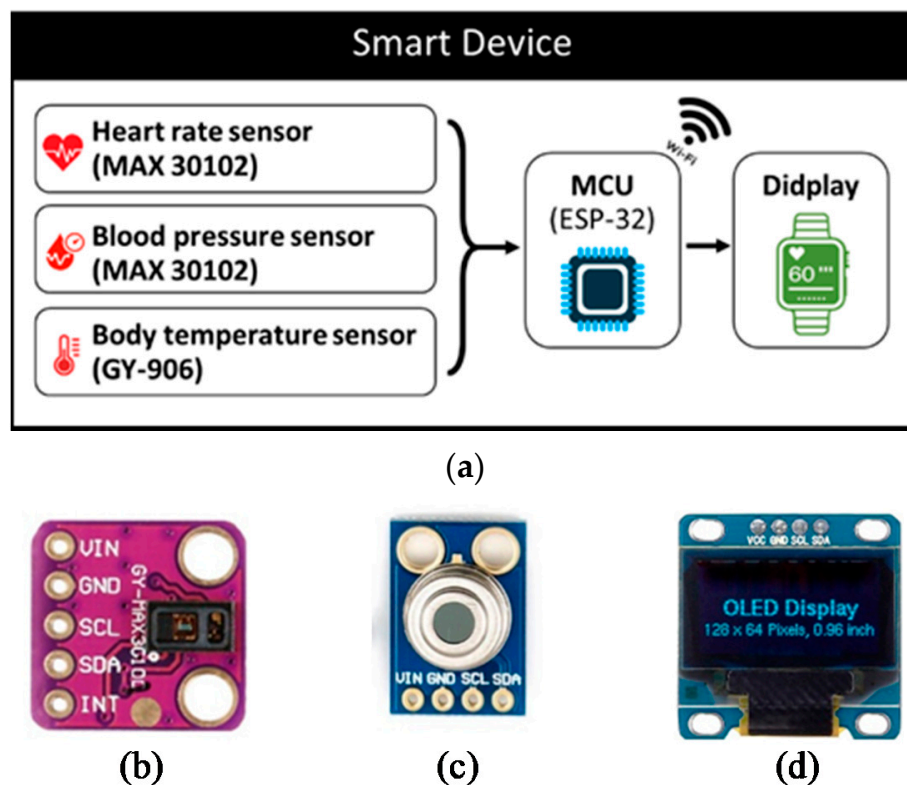 Smart Device
Heart rate sensor
(MAX 30102)
Blood pressure sensor
(MAX 30102)
Body temperature sensor
(GY-906)
Wi-Fi
MCU
(ESP-32)
Didplay
60
(a)
VIN
GND
SCL
SDA
INT
VIN GND SCL SDA
VCC GND SCL SDA
OLED Display
128 x 64 Pixels, 0.96 inch
(b)
(c)
(d)